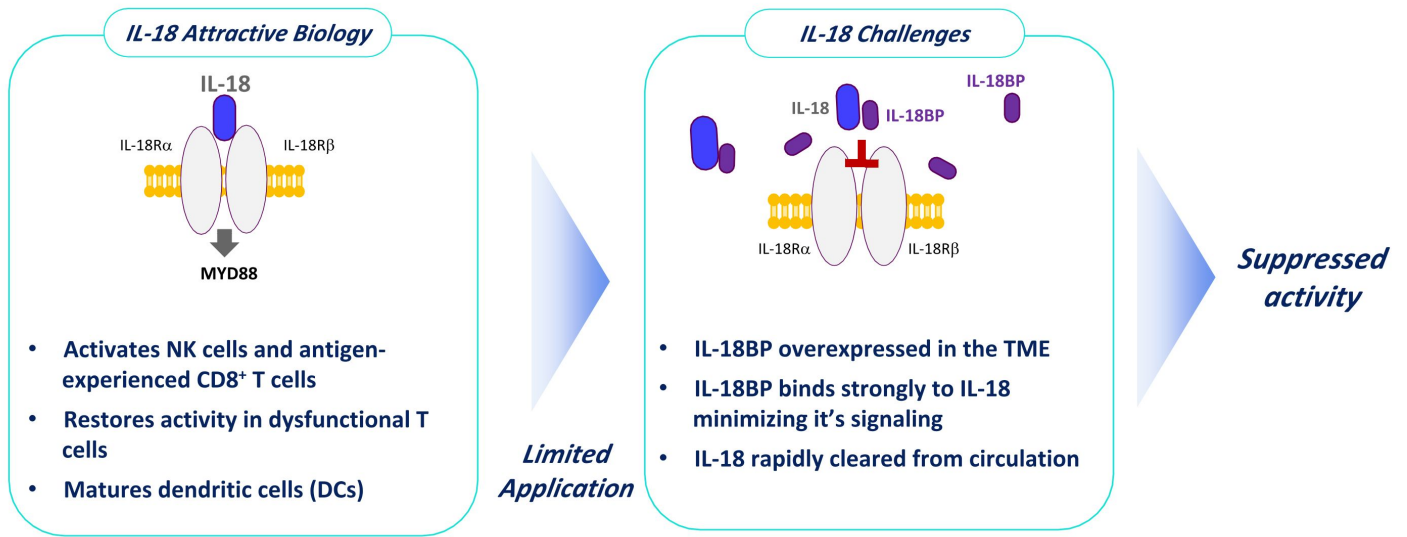 IL-18 Attractive Biology
IL-18
IL-18Rα
IL-18Rβ
MYD88
• Activates NK cells and antigen-
experienced CD8⁺ T cells
• Restores activity in dysfunctional T
cells
• Matures dendritic cells (DCs)
Limited
Application
IL-18 Challenges
IL-18BP
IL-18
IL-18BP
IL-18Rα
IL-18Rβ
• IL-18BP overexpressed in the TME
• IL-18BP binds strongly to IL-18
minimizing it’s signaling
• IL-18 rapidly cleared from circulation
Suppressed
activity